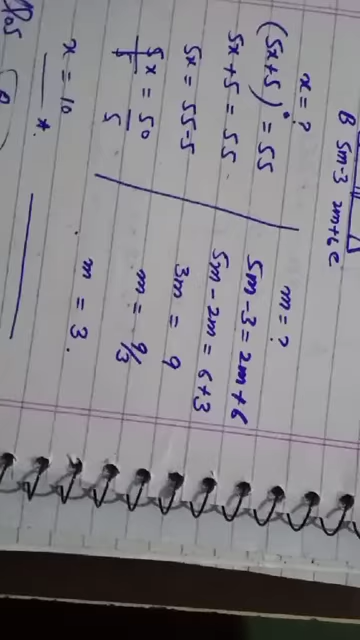 B 5m-3 2m+6 c
x = ?
(5x+5)° = 55
5x+5 = 55
5x = 55-5
5x = 50
5 5
x = 10
m = ?
5m-3 = 2m+6
5m-2m = 6+3
3m = 9
m = 9/3
m = 3